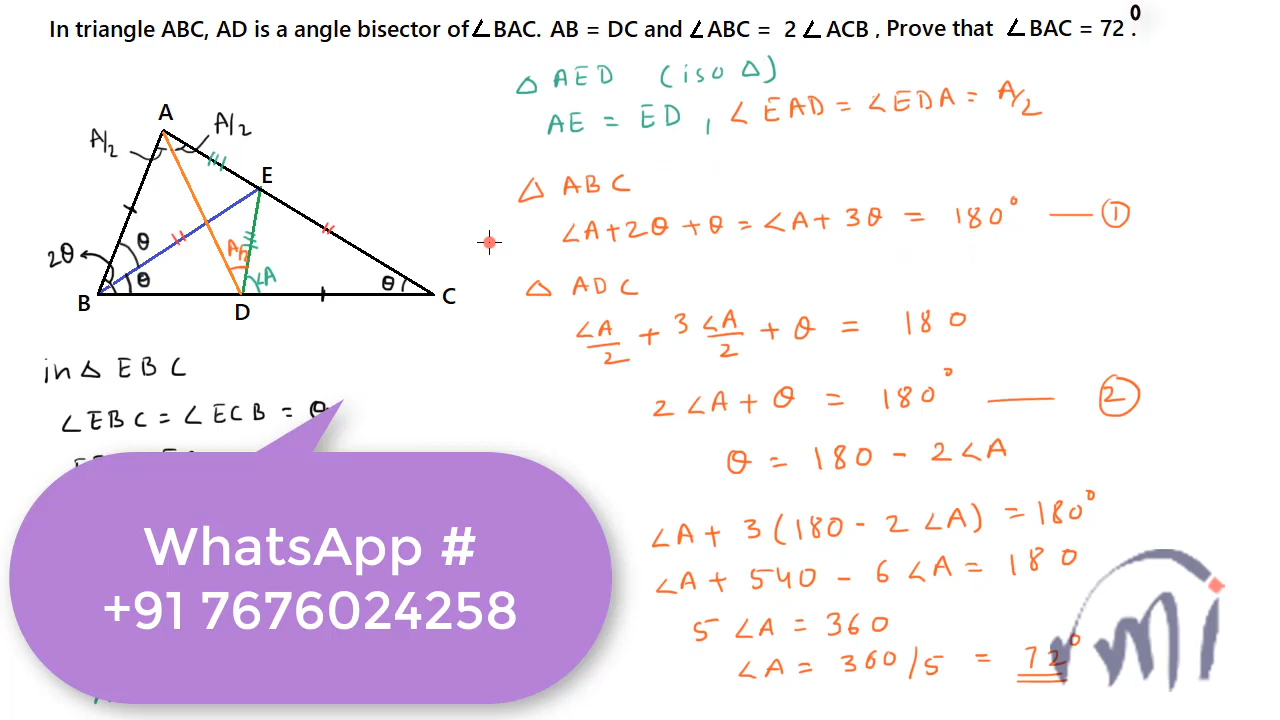 In triangle ABC, AD is a angle bisector of ∠BAC. AB = DC and ∠ABC = 2 ∠ACB , Prove that ∠BAC = 72⁰.
△ AED (iso △)
AE = ED , ∠EAD = ∠EDA = A/2
A
A/2
A/2
E
θ
2θ
θ
A/2
∠A
θ
B
D
C
△ ABC
∠A + 2θ + θ = ∠A + 3θ = 180° — ①
△ ADC
∠A/2 + 3 ∠A/2 + θ = 180
2 ∠A + θ = 180° — ②
θ = 180 - 2 ∠A
∠A + 3 (180 - 2 ∠A) = 180°
∠A + 540 - 6 ∠A = 180
5 ∠A = 360
∠A = 360/5 = 72°
in △ EBC
∠EBC = ∠ECB = θ
WhatsApp #
+91 7676024258
rmi